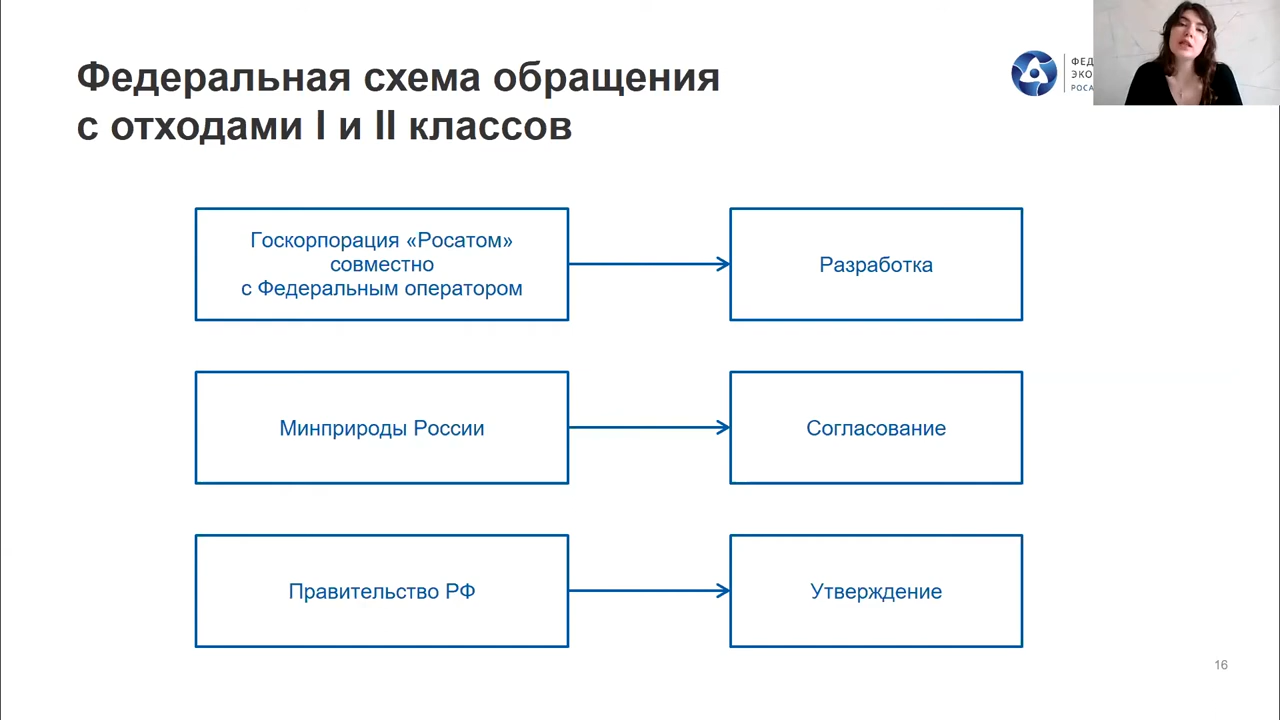 Федеральная схема обращения
с отходами I и II классов
Госкорпорация «Росатом»
совместно
с Федеральным оператором
Разработка
Минприроды России
Согласование
Правительство РФ
Утверждение
16